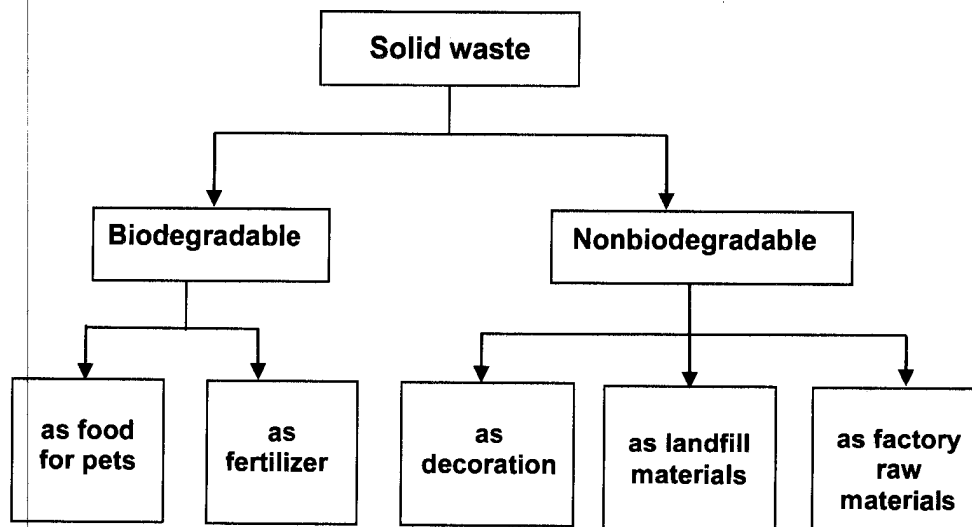 Solid waste
Biodegradable
Nonbiodegradable
as food
for pets
as
fertilizer
as
decoration
as landfill
materials
as factory
raw
materials